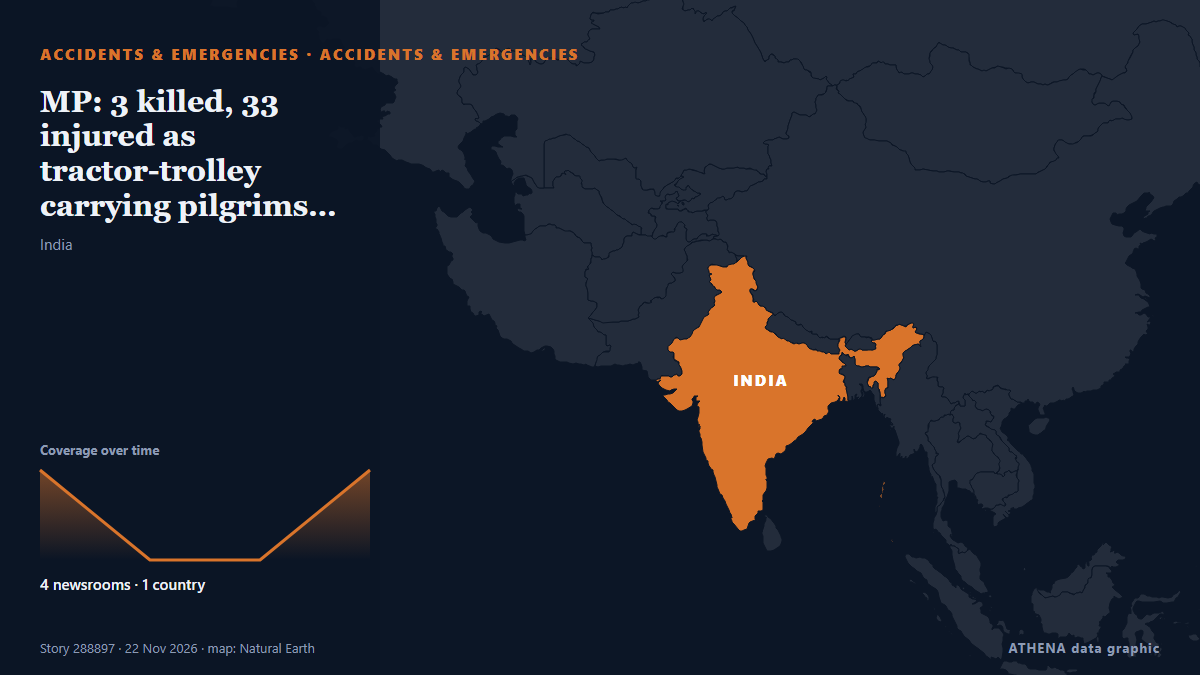 ACCIDENTS & EMERGENCIES · ACCIDENTS & EMERGENCIES
MP: 3 killed, 33
injured as
tractor-trolley
carrying pilgrims...
India
INDIA
Coverage over time
4 newsrooms · 1 country
Story 288897 · 22 Nov 2026 · map: Natural Earth
ATHENA data graphic